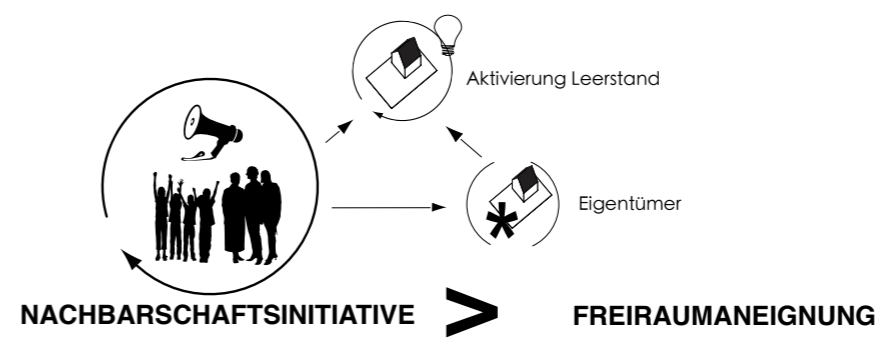 Aktivierung Leerstand
Eigentümer
*
NACHBARSCHAFTSINITIATIVE > FREIRAUMANEIGNUNG